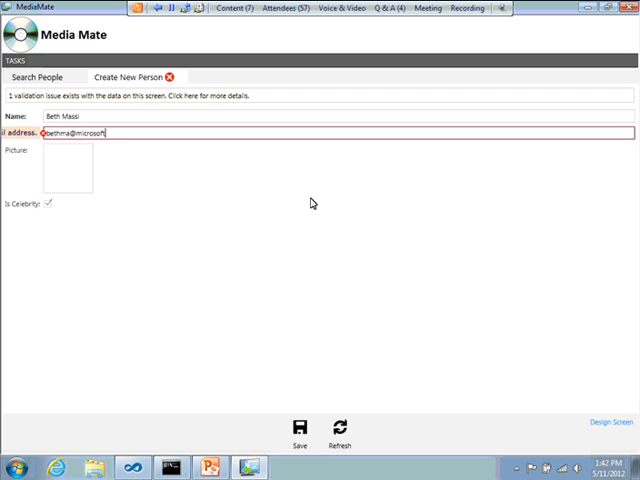 MediaMate
Content (7) Attendees (57) Voice & Video Q & A (4) Meeting Recording
Media Mate
TASKS
Search People Create New Person
1 validation issue exists with the data on this screen. Click here for more details.
Name: Beth Massi
il address. bethma@microsoft
Picture:
Is Celebrity:
Design Screen
Save Refresh
1:42 PM
5/11/2012